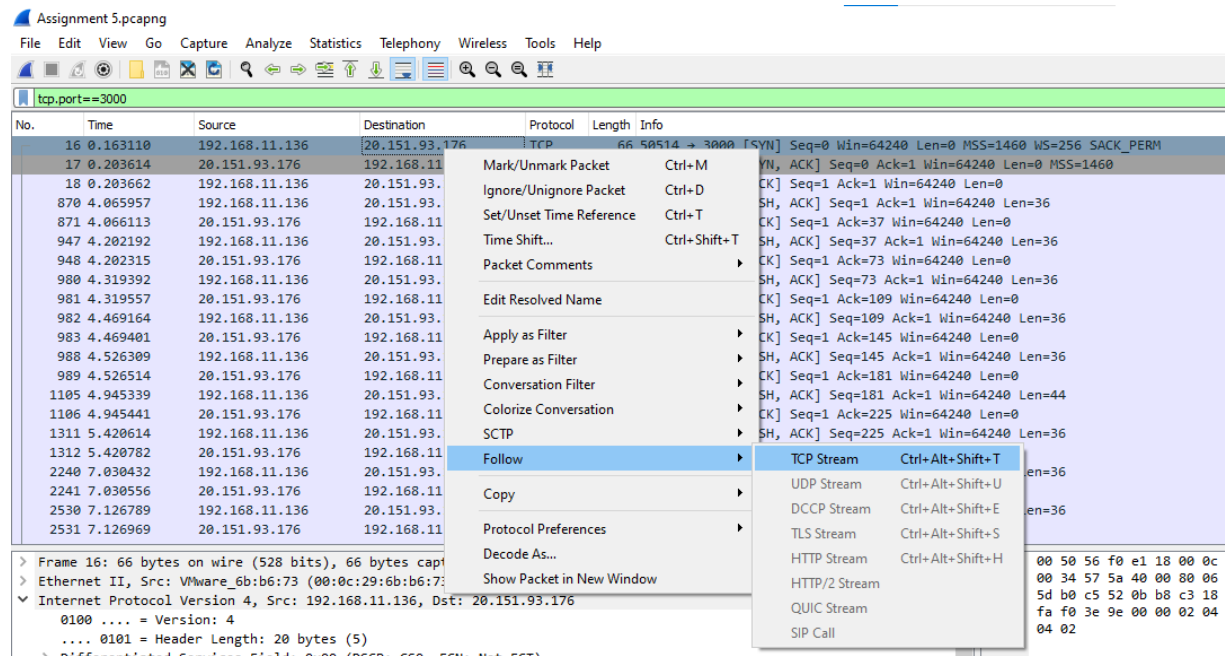 Assignment 5.pcapng
File Edit View Go Capture Analyze Statistics Telephony Wireless Tools Help
tcp.port==3000
No. Time Source Destination Protocol Length Info
16 0.163110 192.168.11.136 20.151.93.176 TCP 66 50514 → 3000 [SYN] Seq=0 Win=64240 Len=0 MSS=1460 WS=256 SACK_PERM
17 0.203614 20.151.93.176 192.168.11 YN, ACK] Seq=0 Ack=1 Win=64240 Len=0 MSS=1460
18 0.203662 192.168.11.136 20.151.93. CK] Seq=1 Ack=1 Win=64240 Len=0
870 4.065957 192.168.11.136 20.151.93. SH, ACK] Seq=1 Ack=1 Win=64240 Len=36
871 4.066113 20.151.93.176 192.168.11 CK] Seq=1 Ack=37 Win=64240 Len=0
947 4.202192 192.168.11.136 20.151.93. SH, ACK] Seq=37 Ack=1 Win=64240 Len=36
948 4.202315 20.151.93.176 192.168.11 CK] Seq=1 Ack=73 Win=64240 Len=0
980 4.319392 192.168.11.136 20.151.93. SH, ACK] Seq=73 Ack=1 Win=64240 Len=36
981 4.319557 20.151.93.176 192.168.11 CK] Seq=1 Ack=109 Win=64240 Len=0
982 4.469164 192.168.11.136 20.151.93. SH, ACK] Seq=109 Ack=1 Win=64240 Len=36
983 4.469401 20.151.93.176 192.168.11 CK] Seq=1 Ack=145 Win=64240 Len=0
988 4.526309 192.168.11.136 20.151.93. SH, ACK] Seq=145 Ack=1 Win=64240 Len=36
989 4.526514 20.151.93.176 192.168.11 CK] Seq=1 Ack=181 Win=64240 Len=0
1105 4.945339 192.168.11.136 20.151.93. SH, ACK] Seq=181 Ack=1 Win=64240 Len=44
1106 4.945441 20.151.93.176 192.168.11 CK] Seq=1 Ack=225 Win=64240 Len=0
1311 5.420614 192.168.11.136 20.151.93. SH, ACK] Seq=225 Ack=1 Win=64240 Len=36
1312 5.420782 20.151.93.176 192.168.11
2240 7.030432 192.168.11.136 20.151.93. en=36
2241 7.030556 20.151.93.176 192.168.11
2530 7.126789 192.168.11.136 20.151.93. en=36
2531 7.126969 20.151.93.176 192.168.11
Mark/Unmark Packet Ctrl+M
Ignore/Unignore Packet Ctrl+D
Set/Unset Time Reference Ctrl+T
Time Shift... Ctrl+Shift+T
Packet Comments
Edit Resolved Name
Apply as Filter
Prepare as Filter
Conversation Filter
Colorize Conversation
SCTP
Follow
Copy
Protocol Preferences
Decode As...
Show Packet in New Window
TCP Stream Ctrl+Alt+Shift+T
UDP Stream Ctrl+Alt+Shift+U
DCCP Stream Ctrl+Alt+Shift+E
TLS Stream Ctrl+Alt+Shift+S
HTTP Stream Ctrl+Alt+Shift+H
HTTP/2 Stream
QUIC Stream
SIP Call
Frame 16: 66 bytes on wire (528 bits), 66 bytes capt
Ethernet II, Src: VMware_6b:b6:73 (00:0c:29:6b:b6:73
Internet Protocol Version 4, Src: 192.168.11.136, Dst: 20.151.93.176
0100 .... = Version: 4
.... 0101 = Header Length: 20 bytes (5)
00 50 56 f0 e1 18 00 0c
00 34 57 5a 40 00 80 06
5d b0 c5 52 0b b8 c3 18
fa f0 3e 9e 00 00 02 04
04 02